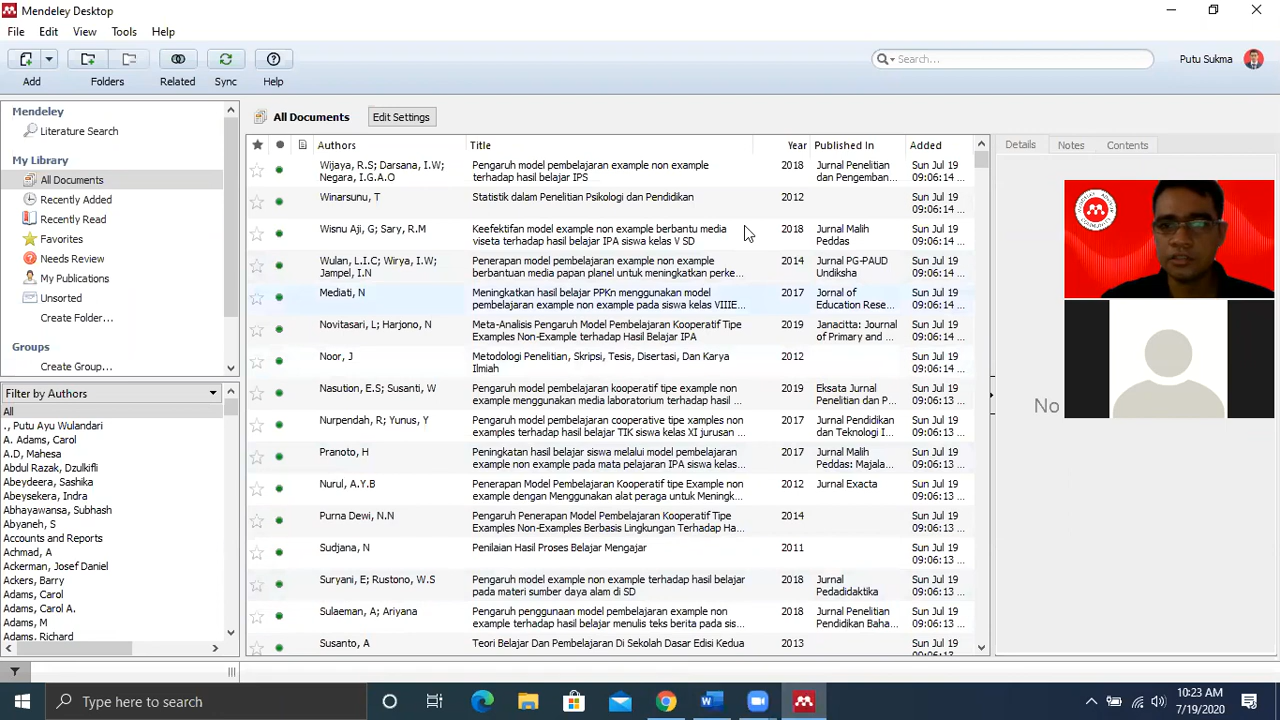 Mendeley Desktop
File Edit View Tools Help
Add Folders Related Sync Help
Search...
Putu Sukma
Mendeley
Literature Search
My Library
All Documents
Recently Added
Recently Read
Favorites
Needs Review
My Publications
Unsorted
Create Folder...
Groups
Create Group...
Filter by Authors
All
., Putu Ayu Wulandari
A. Adams, Carol
A.D, Mahesa
Abdul Razak, Dzulkifli
Abeydeera, Sashika
Abeysekera, Indra
Abhayawansa, Subhash
Abyaneh, S
Accounts and Reports
Achmad, A
Ackerman, Josef Daniel
Ackers, Barry
Adams, Carol
Adams, Carol A.
Adams, M
Adams, Richard
All Documents Edit Settings
Authors Title Year Published In Added
Wijaya, R.S; Darsana, I.W; Pengaruh model pembelajaran example non example 2018 Jurnal Penelitian Sun Jul 19
Negara, I.G.A.O terhadap hasil belajar IPS dan Pengemban... 09:06:14 ...
Winarsunu, T Statistik dalam Penelitian Psikologi dan Pendidikan 2012 Sun Jul 19
09:06:14 ...
Wisnu Aji, G; Sary, R.M Keefektifan model example non example berbantu media 2018 Jurnal Malih Sun Jul 19
viseta terhadap hasil belajar IPA siswa kelas V SD Peddas 09:06:14 ...
Wulan, L.I.C; Wirya, I.W; Penerapan model pembelajaran example non example 2014 Jurnal PG-PAUD Sun Jul 19
Jampel, I.N berbantuan media papan planel untuk meningkatkan perke... Undiksha 09:06:14 ...
Mediati, N Meningkatkan hasil belajar PPKn menggunakan model 2017 Jornal of Sun Jul 19
pembelajaran example non example pada siswa kelas VIIIE... Education Rese... 09:06:14 ...
Novitasari, L; Harjono, N Meta-Analisis Pengaruh Model Pembelajaran Kooperatif Tipe 2019 Janacitta: Journal Sun Jul 19
Examples Non-Example terhadap Hasil Belajar IPA of Primary and ... 09:06:14 ...
Noor, J Metodologi Penelitian, Skripsi, Tesis, Disertasi, Dan Karya 2012 Sun Jul 19
Ilmiah 09:06:14 ...
Nasution, E.S; Susanti, W Pengaruh model pembelajaran kooperatif tipe example non 2019 Eksata Jurnal Sun Jul 19
example menggunakan media laboratorium terhadap hasil ... Penelitian dan P... 09:06:13 ...
Nurpendah, R; Yunus, Y Pengaruh model pembelajaran cooperative tipe xamples non 2017 Jurnal Pendidikan Sun Jul 19
example terhadap hasil belajar TIK siswa kelas XI jurusan ... dan Teknologi I... 09:06:13 ...
Pranoto, H Peningkatan hasil belajar siswa melalui model pembelajaran 2017 Jurnal Malih Sun Jul 19
example non example pada mata pelajaran IPA siswa kelas... Peddas: Majala... 09:06:13 ...
Nurul, A.Y.B Penerapan Model Pembelajaran Kooperatif tipe Example non 2012 Jurnal Exacta Sun Jul 19
example dengan Menggunakan alat peraga untuk Meningk... 09:06:13 ...
Purna Dewi, N.N Pengaruh Penerapan Model Pembelajaran Kooperatif Tipe 2014 Sun Jul 19
Examples Non-Examples Berbasis Lingkungan Terhadap Ha... 09:06:13 ...
Sudjana, N Penilaian Hasil Proses Belajar Mengajar 2011 Sun Jul 19
09:06:13 ...
Suryani, E; Rustono, W.S Pengaruh model example non example terhadap hasil belajar 2018 Jurnal Sun Jul 19
pada materi sumber daya alam di SD Pedadidaktika 09:06:13 ...
Sulaeman, A; Ariyana Pengaruh penggunaan model pembelajaran example non 2018 Jurnal Penelitian Sun Jul 19
example terhadap hasil belajar menulis teks berita pada sis... Pendidikan Baha... 09:06:13 ...
Susanto, A Teori Belajar Dan Pembelajaran Di Sekolah Dasar Edisi Kedua 2013 Sun Jul 19
09:06:13 ...
Details Notes Contents
No
Type here to search
10:23 AM
7/19/2020